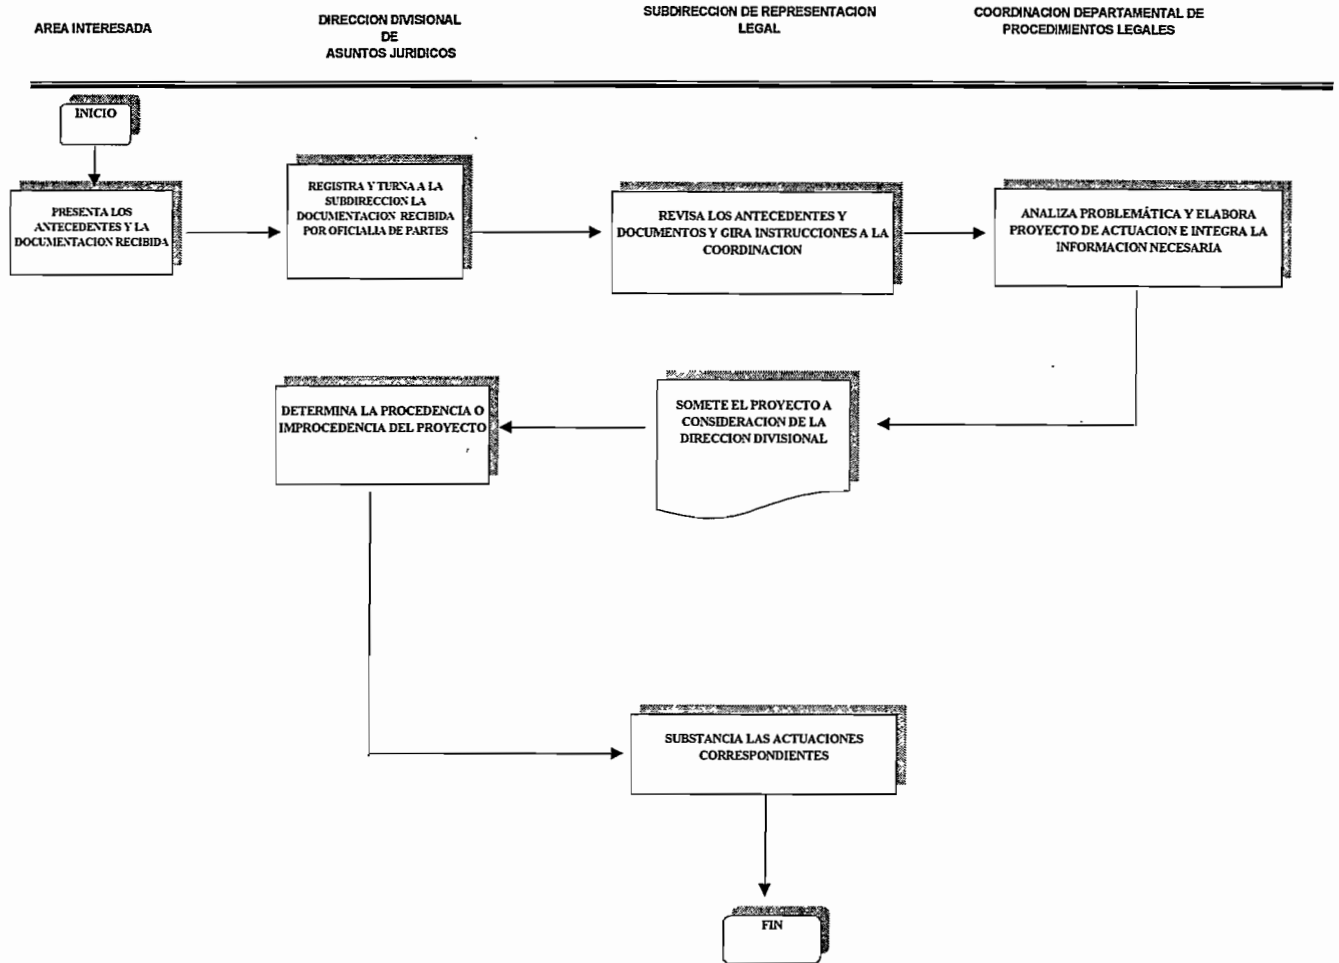 AREA INTERESADA
DIRECCION DIVISIONAL
DE
ASUNTOS JURIDICOS
SUBDIRECCION DE REPRESENTACION
LEGAL
COORDINACION DEPARTAMENTAL DE
PROCEDIMIENTOS LEGALES
INICIO
PRESENTA LOS
ANTECEDENTES Y LA
DOCUMENTACION RECIBIDA
REGISTRA Y TURNA A LA
SUBDIRECCION LA
DOCUMENTACION RECIBIDA
POR OFICIALIA DE PARTES
REVISA LOS ANTECEDENTES Y
DOCUMENTOS Y GIRA INSTRUCCIONES A LA
COORDINACION
ANALIZA PROBLEMÁTICA Y ELABORA
PROYECTO DE ACTUACION E INTEGRA LA
INFORMACION NECESARIA
SOMETE EL PROYECTO A
CONSIDERACION DE LA
DIRECCION DIVISIONAL
DETERMINA LA PROCEDENCIA O
IMPROCEDENCIA DEL PROYECTO
SUBSTANCIA LAS ACTUACIONES
CORRESPONDIENTES
FIN